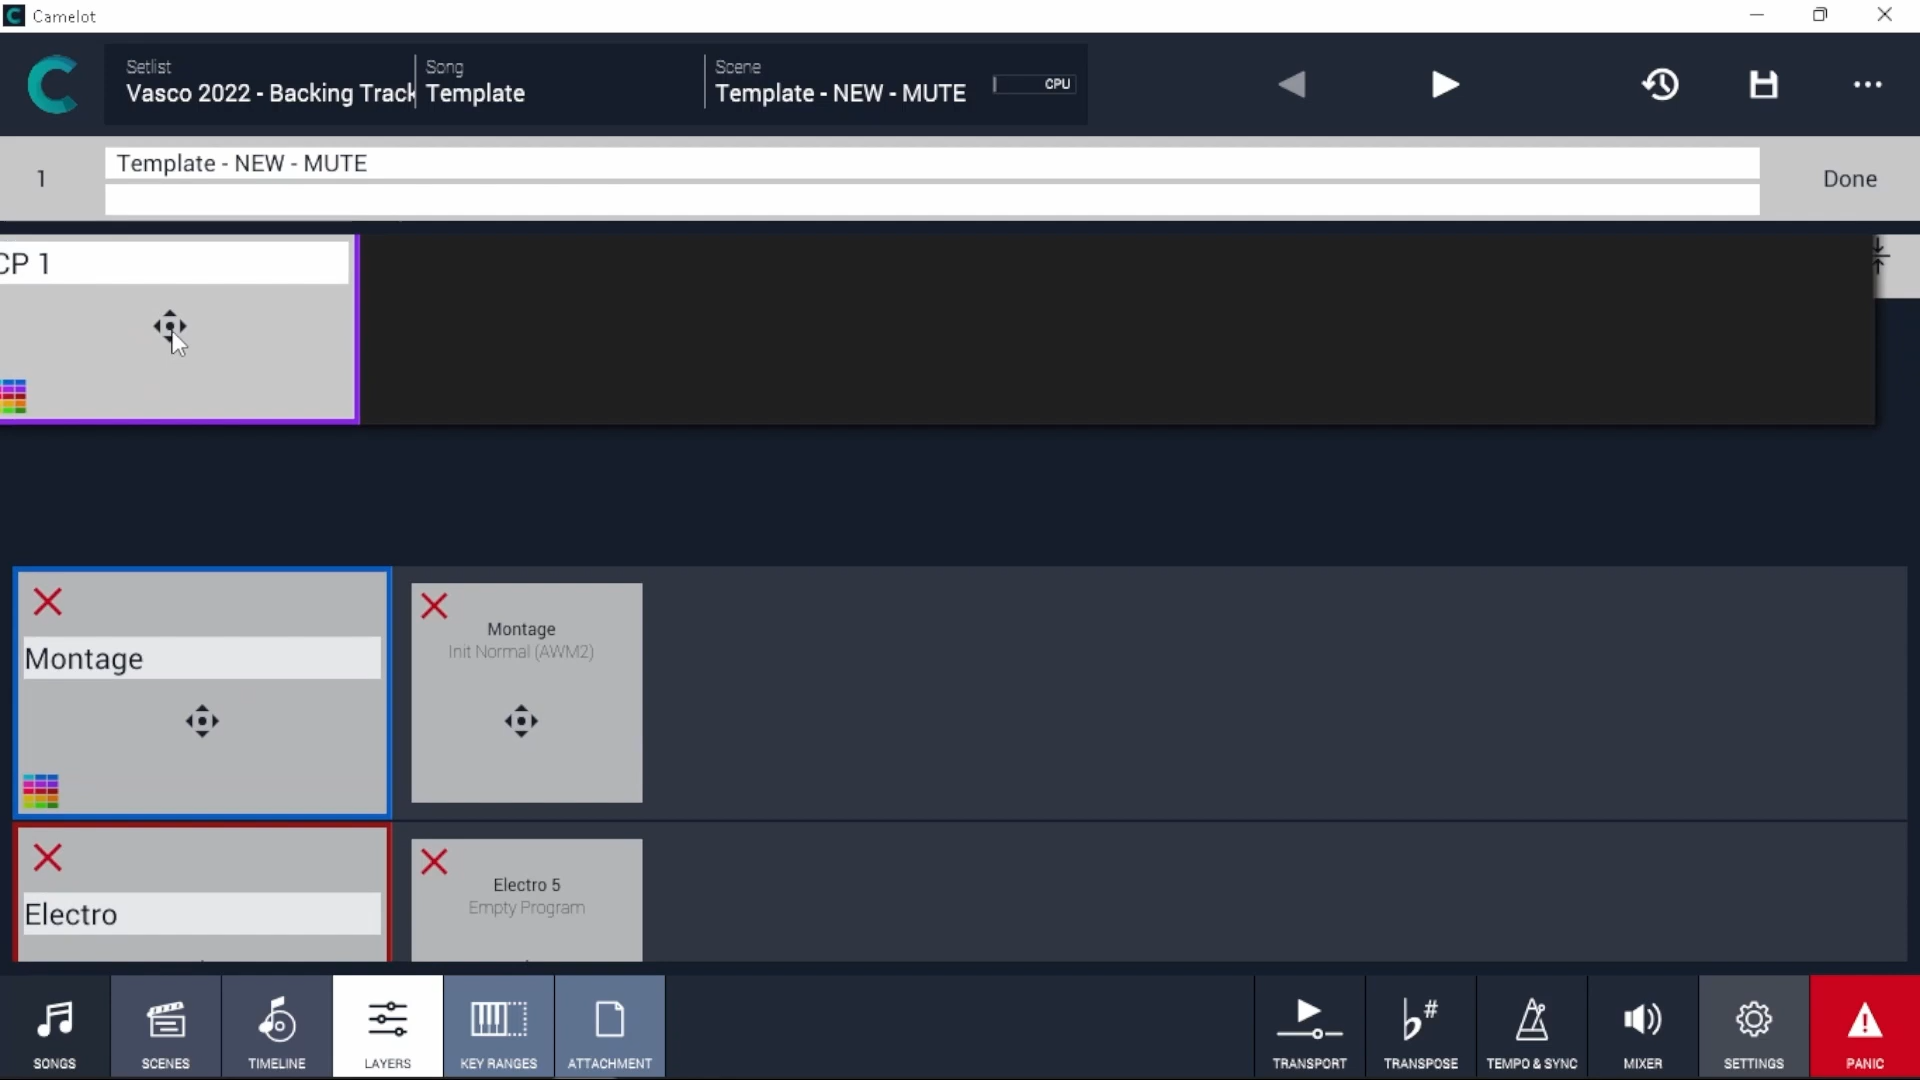 Camelot
Setlist
Vasco 2022 - Backing Track
Song
Template
Scene
Template - NEW - MUTE
CPU
1
Template - NEW - MUTE
Done
CP 1
Montage
Montage
Init Normal (AWM2)
Electro
Electro 5
Empty Program
SONGS
SCENES
TIMELINE
LAYERS
KEY RANGES
ATTACHMENT
TRANSPORT
TRANSPOSE
TEMPO & SYNC
MIXER
SETTINGS
PANIC